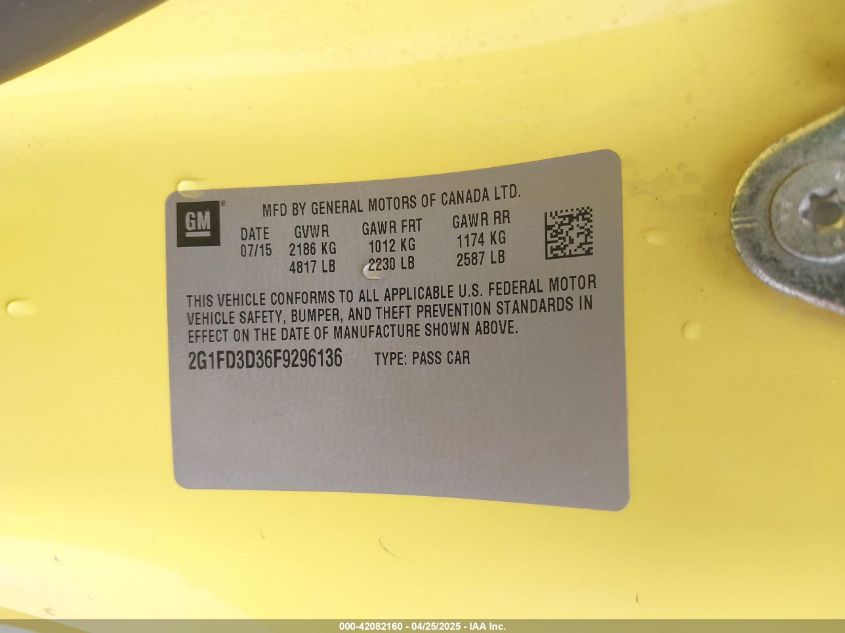 GM®
MFD BY GENERAL MOTORS OF CANADA LTD.
DATE GVWR GAWR FRT GAWR RR
07/15 2186 KG 1012 KG 1174 KG
4817 LB 2230 LB 2587 LB
THIS VEHICLE CONFORMS TO ALL APPLICABLE U.S. FEDERAL MOTOR
VEHICLE SAFETY, BUMPER, AND THEFT PREVENTION STANDARDS IN
EFFECT ON THE DATE OF MANUFACTURE SHOWN ABOVE.
2G1FD3D36F9296136 TYPE: PASS CAR
000-42082160 - 04/25/2025 - IAA Inc.